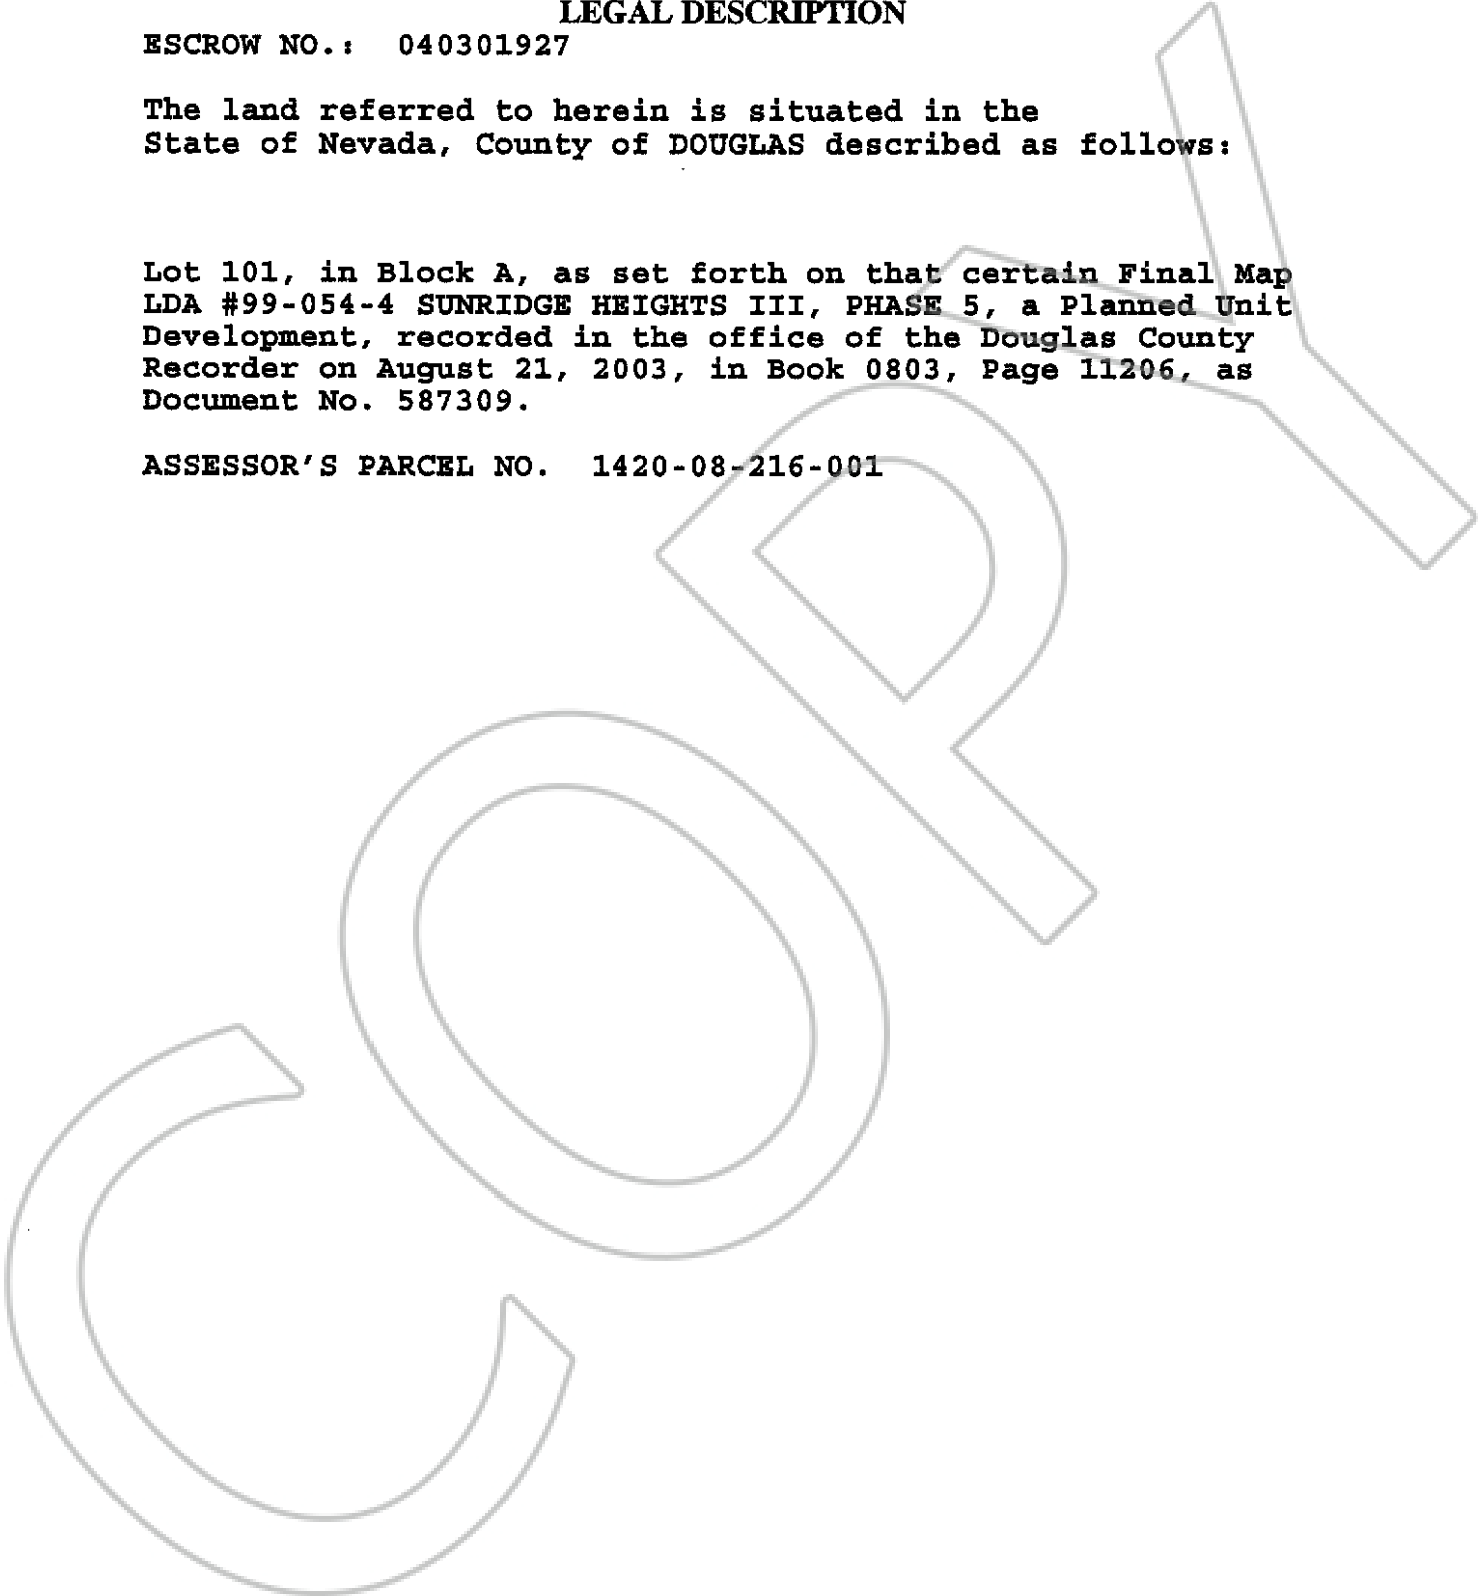 LEGAL DESCRIPTION
ESCROW NO.: 040301927
The land referred to herein is situated in the
State of Nevada, County of DOUGLAS described as follows:
Lot 101, in Block A, as set forth on that certain Final Map
LDA #99-054-4 SUNRIDGE HEIGHTS III, PHASE 5, a Planned Unit
Development, recorded in the office of the Douglas County
Recorder on August 21, 2003, in Book 0803, Page 11206, as
Document No. 587309.
ASSESSOR'S PARCEL NO. 1420-08-216-001
COPY